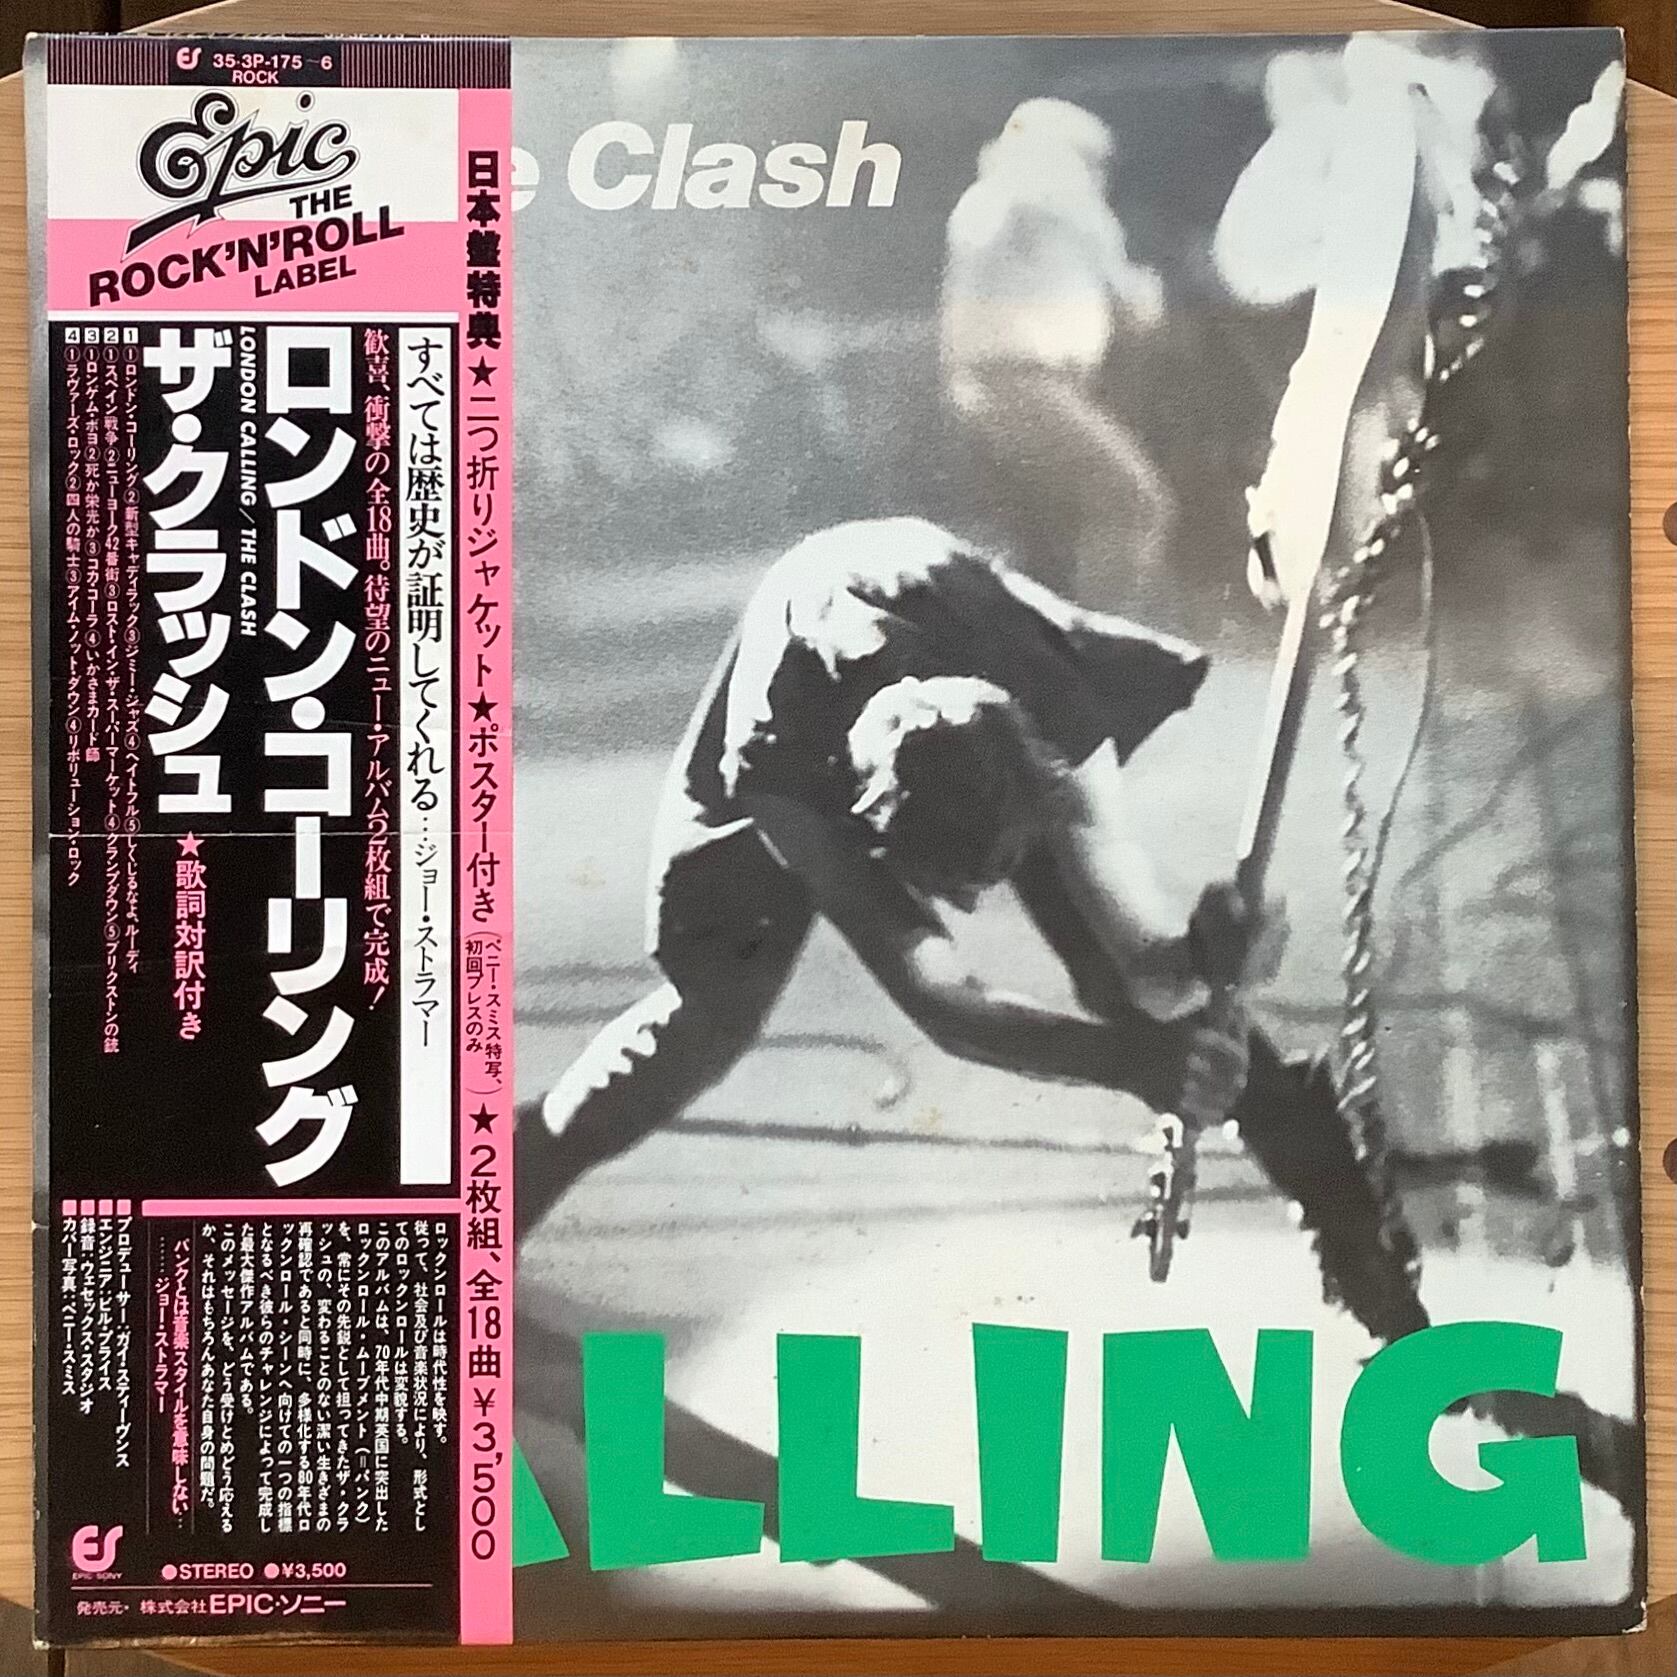 35·3P-175~6
ROCK
Epic
THE
ROCK'N'ROLL
LABEL
日本盤特典★二つ折りジャケット★ポスター付き(ペニー・スミス特写、初回プレスのみ)★2枚組、全18曲¥3,500
すべては歴史が証明してくれる…ジョー・ストラマー
歓喜、衝撃の全18曲。待望のニュー・アルバム2枚組で完成!
ロンドン・コーリング
LONDON CALLING / THE CLASH
ザ・クラッシュ★歌詞対訳付き
1①ロンドン・コーリング②新型キャディラック③ジミー・ジャズ④ヘイトフル⑤しくじるなよ、ルーディ
2①スペイン戦争②ニューヨーク42番街③ロスト・イン・ザ・スーパーマーケット④クランプダウン⑤ブリクストンの銃
3①ロンゲム・ボヨ②死か栄光か③コカ・コーラ④いかさまカード師
4①ラヴァーズ・ロック②四人の騎士③アイム・ノット・ダウン④リボリューション・ロック
ロックンロールは時代性を映す。
従って、社会及び音楽状況により、形式とし
てのロックンロールは変貌する。
このアルバムは、70年代中期英国に突出した
ロックンロール・ムーブメント(=パンク)
を、常にその先鋭として担ってきたザ・クラ
ッシュの、変わることのない潔い生きざまの
再確認であると同時に、多様化する80年代ロ
ックンロール・シーンへ向けての一つの指標
となるべき彼らのチャレンジによって完成し
た最大傑作アルバムである。
このメッセージを、どう受けとめどう応える
か、それはもちろんあなた自身の問題だ。
パンクとは音楽スタイルを意味しない…
……ジョー・ストラマー
■プロデューサー:ガイ・スティーヴンス
■エンジニア:ビル・プライス
■録音:ウェセックス・スタジオ
■カバー写真:ペニー・スミス
EPIC SONY
●STEREO ●¥3,500
発売元・株式会社EPIC・ソニー
e Clash
ALLING